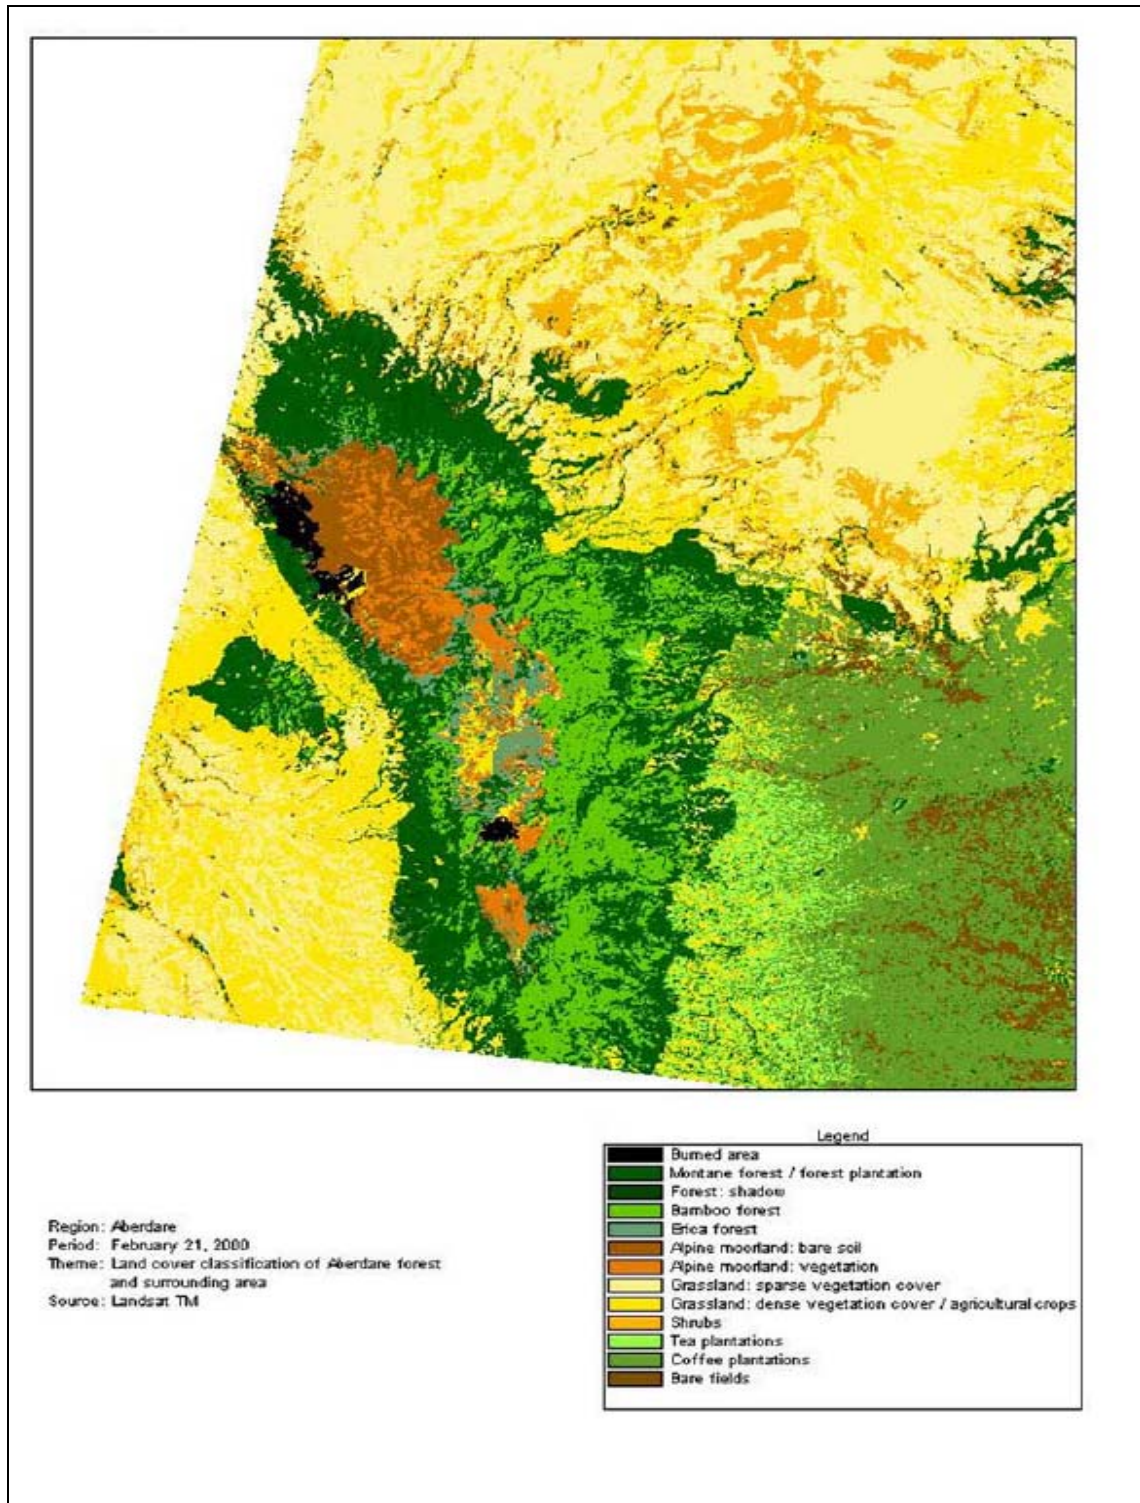 Region: Aberdare
Period: February 21, 2000
Theme: Land cover classification of Aberdare forest
and surrounding area
Source: Landsat TM
Legend
Burned area
Montane forest / forest plantation
Forest: shadow
Bamboo forest
Erica forest
Alpine moorland: bare soil
Alpine moorland: vegetation
Grassland: sparse vegetation cover
Grassland: dense vegetation cover / agricultural crops
Shrubs
Tea plantations
Coffee plantations
Bare fields